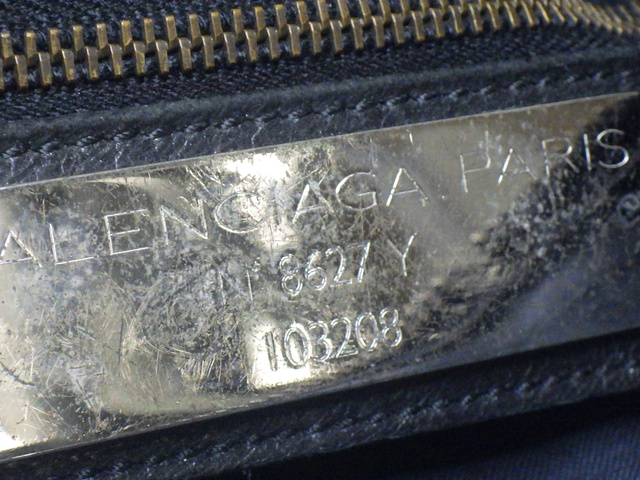 ALENCIAGA PARIS
N 8627 Y
103208